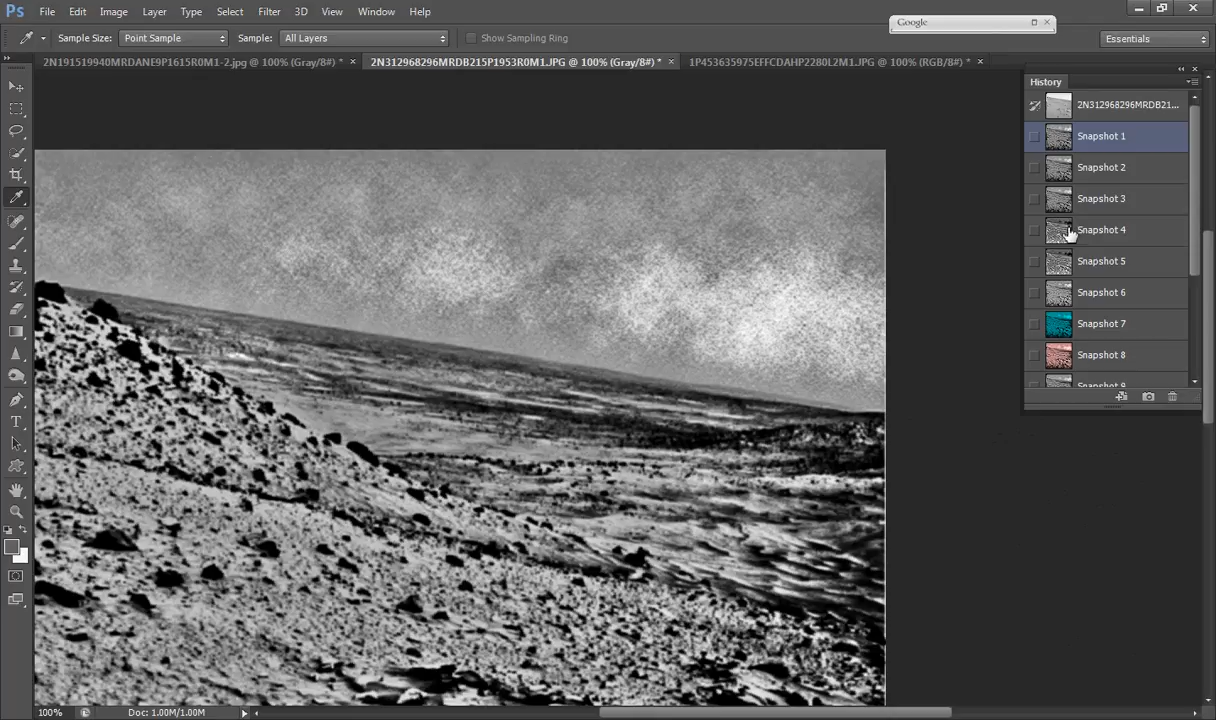 Ps File Edit Image Layer Type Select Filter 3D View Window Help
Google
Sample Size: Point Sample Sample: All Layers Show Sampling Ring Essentials
2N191519940MRDANE9P1615R0M1-2.jpg @ 100% (Gray/8#) * × 2N312968296MRDB215P1953R0M1.JPG @ 100% (Gray/8#) * × 1P453635975EFFCDAHP2280L2M1.JPG @ 100% (RGB/8#) * ×
History
2N312968296MRDB21...
Snapshot 1
Snapshot 2
Snapshot 3
Snapshot 4
Snapshot 5
Snapshot 6
Snapshot 7
Snapshot 8
Snapshot 9
T
100% Doc: 1.00M/1.00M